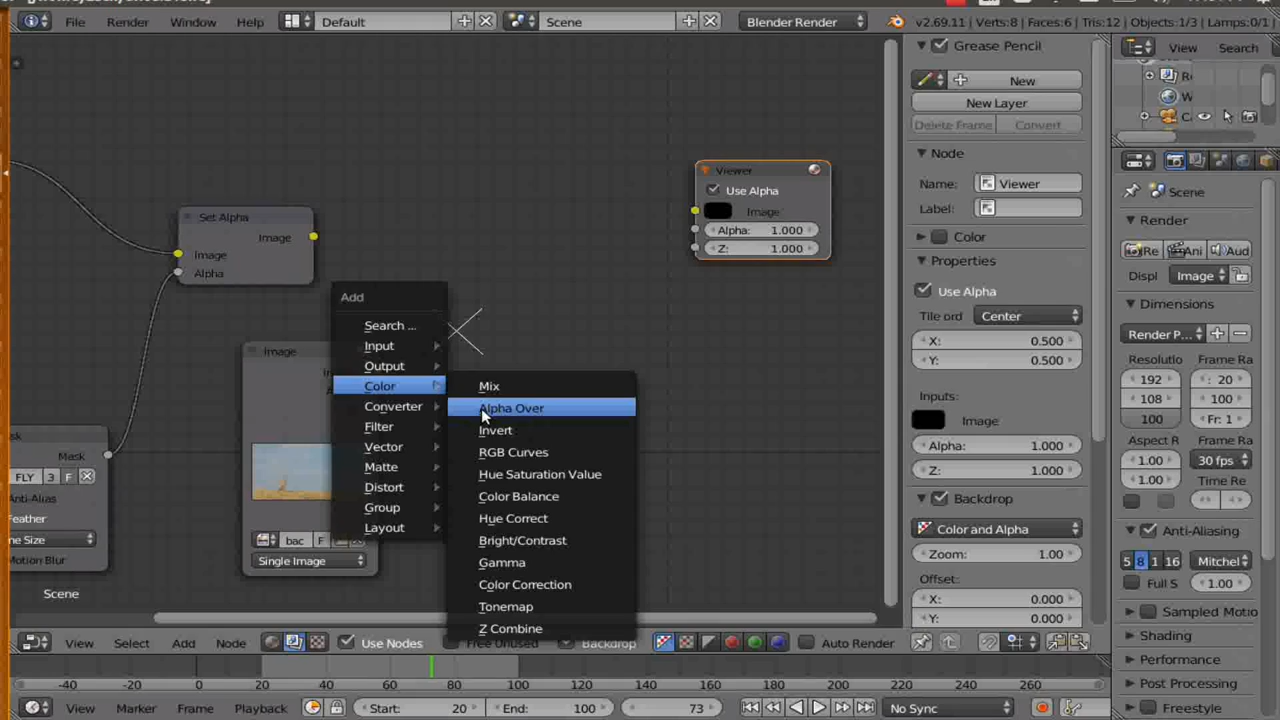 File Render Window Help Default Scene Blender Render v2.69.11 | Verts:8 | Faces:6 | Tris:12 | Objects:1/3 | Lamps:0/1
Grease Pencil
New
New Layer
Delete Frame Convert
Node
Name: Viewer
Label:
Color
Properties
Use Alpha
Tile ord Center
X: 0.500
Y: 0.500
Inputs:
Image
Alpha: 1.000
Z: 1.000
Backdrop
Color and Alpha
Zoom: 1.00
Offset:
X: 0.000
Y: 0.000
View Search
Scene
Render
Re Ani Aud
Displ Image
Dimensions
Render P...
Resolutio Frame Ra
192 : 20
108 100
100 Fr: 1
Aspect R Frame Ra
1.00 30 fps
1.00 Time Re
Anti-Aliasing
5 8 1 16 Mitchel
Full S 1.00
Sampled Motio
Shading
Performance
Post Processing
Freestyle
Viewer
Use Alpha
Image
Alpha: 1.000
Z: 1.000
Set Alpha
Image
Image
Alpha
Image
Mask
FLY 3 F
Anti-Alias
Feather
ne Size
Motion Blur
Scene
bac F
Single Image
Add
Search ...
Input
Output
Color
Converter
Filter
Vector
Matte
Distort
Group
Layout
Mix
Alpha Over
Invert
RGB Curves
Hue Saturation Value
Color Balance
Hue Correct
Bright/Contrast
Gamma
Color Correction
Tonemap
Z Combine
View Select Add Node Use Nodes Free Unused Backdrop Auto Render
-40 -20 0 20 40 60 80 100 120 140 160 180 200 220 240 260
View Marker Frame Playback Start: 20 End: 100 73 No Sync